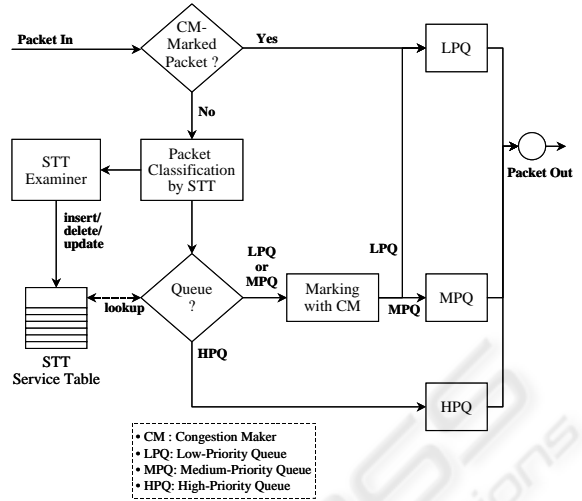 Packet In
CM-
Marked
Packet ?
Yes
LPQ
No
STT
Examiner
Packet
Classification
by STT
Packet Out
insert/
delete/
update
LPQ
or
MPQ
LPQ
Queue
?
Marking
with CM
MPQ
MPQ
lookup
HPQ
STT
Service Table
HPQ
• CM : Congestion Maker
• LPQ: Low-Priority Queue
• MPQ: Medium-Priority Queue
• HPQ: High-Priority Queue